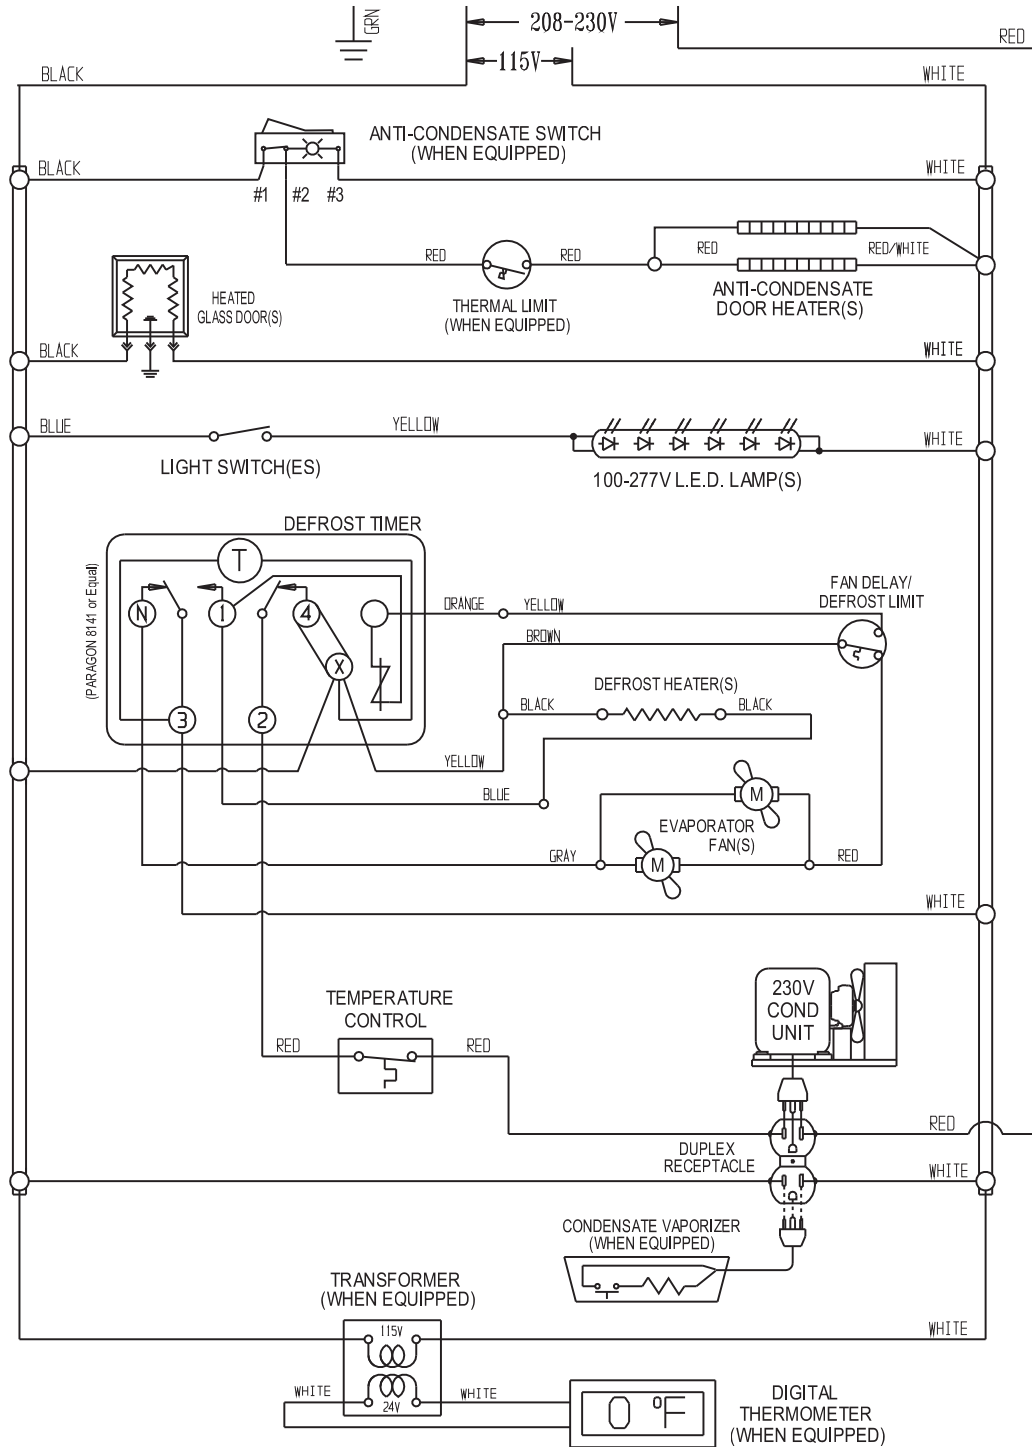 GRN
208-230V
RED
115V
BLACK
WHITE
ANTI-CONDENSATE SWITCH
(WHEN EQUIPPED)
BLACK
WHITE
#1
#2
#3
RED
RED
RED
RED/WHITE
HEATED
GLASS DOOR(S)
THERMAL LIMIT
(WHEN EQUIPPED)
ANTI-CONDENSATE
DOOR HEATER(S)
BLACK
WHITE
BLUE
YELLOW
WHITE
LIGHT SWITCH(ES)
100-277V L.E.D. LAMP(S)
DEFROST TIMER
(PARAGON 8141 or Equal)
T
N
1
4
X
3
2
ORANGE
YELLOW
FAN DELAY/
DEFROST LIMIT
BROWN
DEFROST HEATER(S)
BLACK
BLACK
YELLOW
BLUE
M
EVAPORATOR
FAN(S)
GRAY
M
RED
WHITE
TEMPERATURE
CONTROL
230V
COND
UNIT
RED
RED
RED
DUPLEX
RECEPTACLE
WHITE
CONDENSATE VAPORIZER
(WHEN EQUIPPED)
TRANSFORMER
(WHEN EQUIPPED)
115V
WHITE
WHITE
24V
WHITE
0 °F
DIGITAL
THERMOMETER
(WHEN EQUIPPED)